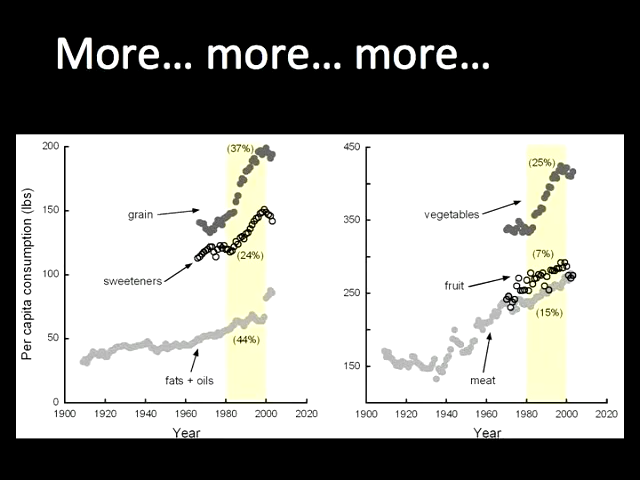 More… more… more…
Per capita consumption (lbs)
200
150
100
50
0
(37%)
grain
(24%)
sweeteners
(44%)
fats + oils
1900 1920 1940 1960 1980 2000 2020
Year
450
350
250
150
(25%)
vegetables
(7%)
fruit
(15%)
meat
1900 1920 1940 1960 1980 2000 2020
Year